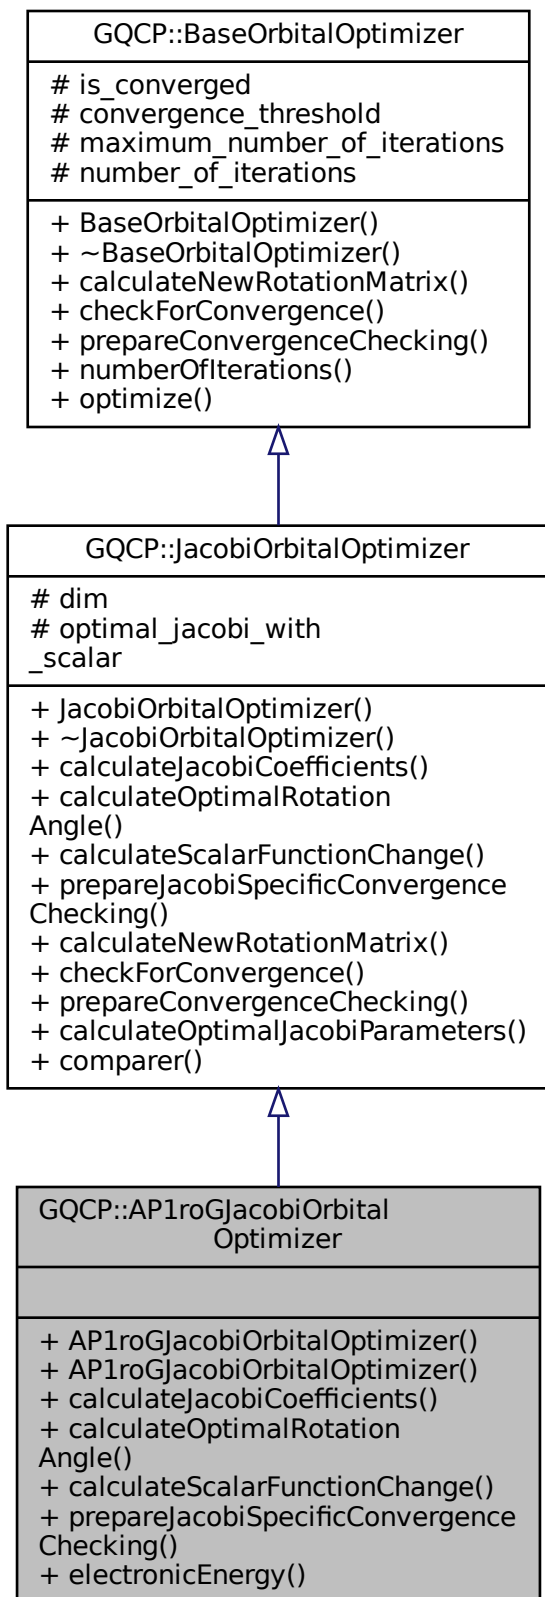 GQCP::BaseOrbitalOptimizer
# is_converged
# convergence_threshold
# maximum_number_of_iterations
# number_of_iterations
+ BaseOrbitalOptimizer()
+ ~BaseOrbitalOptimizer()
+ calculateNewRotationMatrix()
+ checkForConvergence()
+ prepareConvergenceChecking()
+ numberOfIterations()
+ optimize()
GQCP::JacobiOrbitalOptimizer
# dim
# optimal_jacobi_with
_scalar
+ JacobiOrbitalOptimizer()
+ ~JacobiOrbitalOptimizer()
+ calculateJacobiCoefficients()
+ calculateOptimalRotation
Angle()
+ calculateScalarFunctionChange()
+ prepareJacobiSpecificConvergence
Checking()
+ calculateNewRotationMatrix()
+ checkForConvergence()
+ prepareConvergenceChecking()
+ calculateOptimalJacobiParameters()
+ comparer()
GQCP::AP1roGJacobiOrbital
Optimizer
+ AP1roGJacobiOrbitalOptimizer()
+ AP1roGJacobiOrbitalOptimizer()
+ calculateJacobiCoefficients()
+ calculateOptimalRotation
Angle()
+ calculateScalarFunctionChange()
+ prepareJacobiSpecificConvergence
Checking()
+ electronicEnergy()